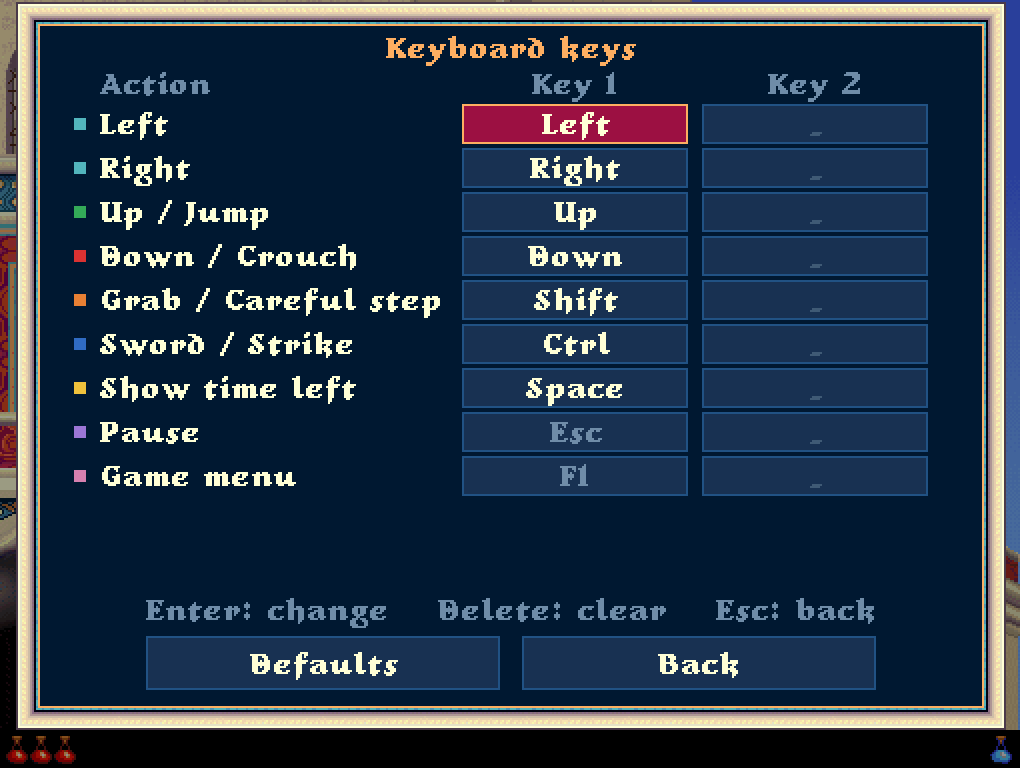 Keyboard keys
Action Key 1 Key 2
Left Left -
Right Right -
Up / Jump Up -
Down / Crouch Down -
Grab / Careful step Shift -
Sword / Strike Ctrl -
Show time left Space -
Pause Esc -
Game menu F1 -
Enter: change Delete: clear Esc: back
Defaults Back